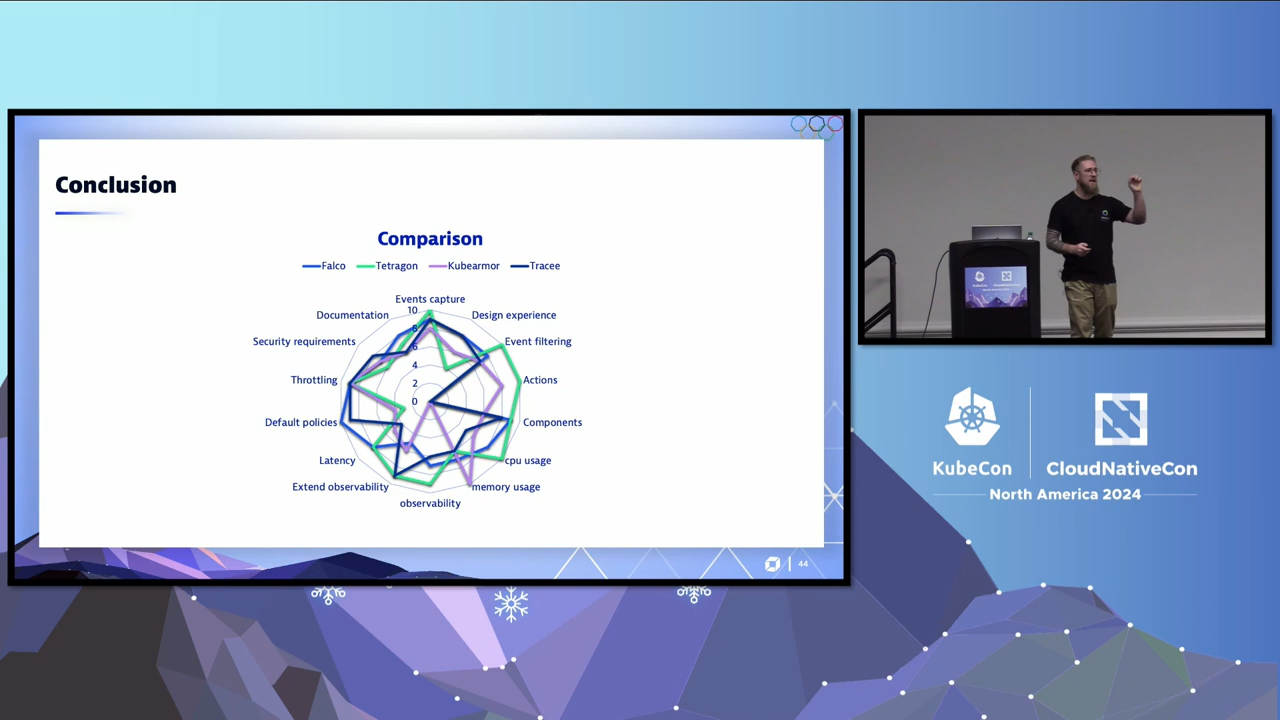 Conclusion
Comparison
Falco Tetragon Kubearmor Tracee
Events capture
Design experience
Event filtering
Actions
Components
cpu usage
memory usage
observability
Extend observability
Latency
Default policies
Throttling
Security requirements
Documentation
10
8
6
4
2
0
44
KubeCon CloudNativeCon
North America 2024